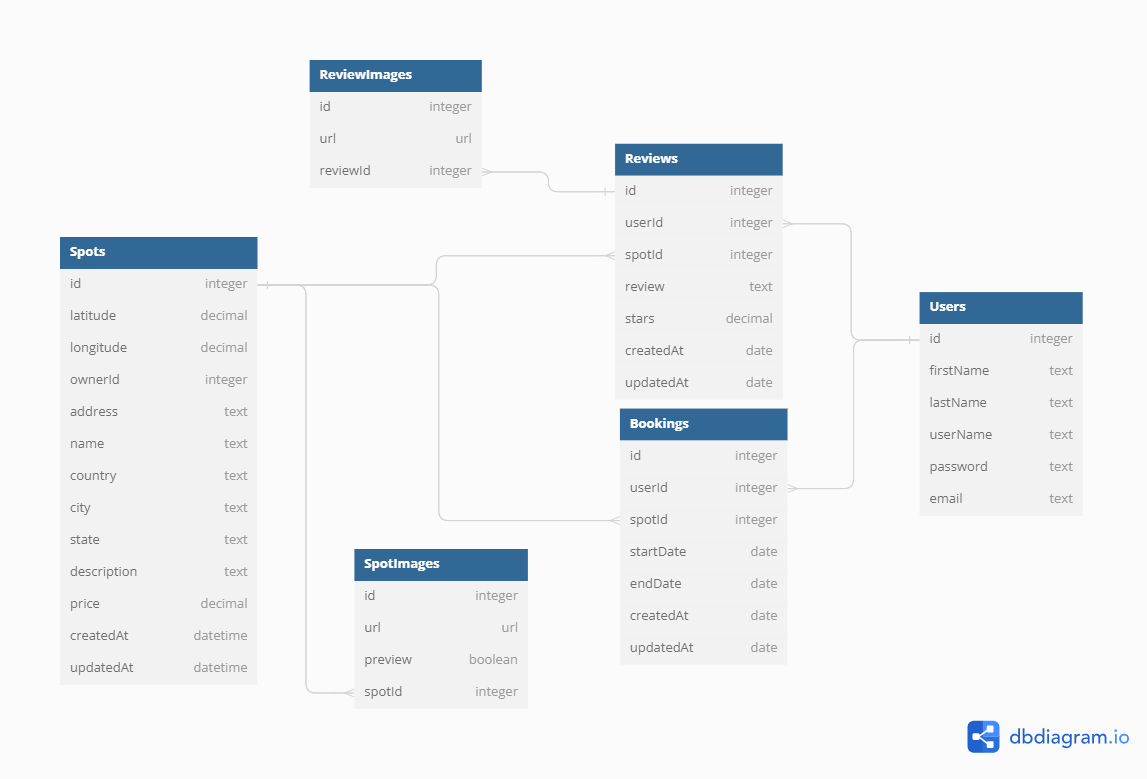 ReviewImages
id integer
url url
reviewId integer
Reviews
id integer
userId integer
spotId integer
review text
stars decimal
createdAt date
updatedAt date
Spots
id integer
latitude decimal
longitude decimal
ownerId integer
address text
name text
country text
city text
state text
description text
price decimal
createdAt datetime
updatedAt datetime
Users
id integer
firstName text
lastName text
userName text
password text
email text
Bookings
id integer
userId integer
spotId integer
startDate date
endDate date
createdAt date
updatedAt date
SpotImages
id integer
url url
preview boolean
spotId integer
dbdiagram.io